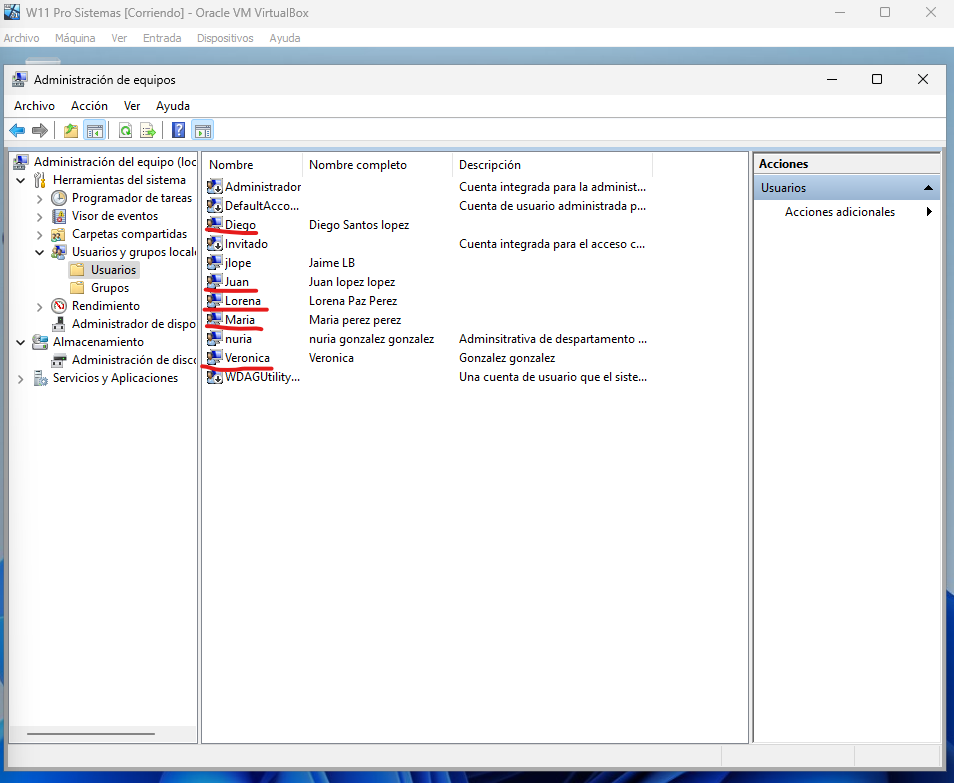 W11 Pro Sistemas [Corriendo] - Oracle VM VirtualBox
Archivo Máquina Ver Entrada Dispositivos Ayuda
Administración de equipos
Archivo Acción Ver Ayuda
Administración del equipo (loc
Herramientas del sistema
Programador de tareas
Visor de eventos
Carpetas compartidas
Usuarios y grupos locale
Usuarios
Grupos
Rendimiento
Administrador de dispo
Almacenamiento
Administración de disco
Servicios y Aplicaciones
Nombre Nombre completo Descripción
Administrador Cuenta integrada para la administ...
DefaultAcco... Cuenta de usuario administrada p...
Diego Diego Santos lopez
Invitado Cuenta integrada para el acceso c...
jlope Jaime LB
Juan Juan lopez lopez
Lorena Lorena Paz Perez
Maria Maria perez perez
nuria nuria gonzalez gonzalez Adminsitrativa de despartamento ...
Veronica Veronica Gonzalez gonzalez
WDAGUtility... Una cuenta de usuario que el siste...
Acciones
Usuarios
Acciones adicionales